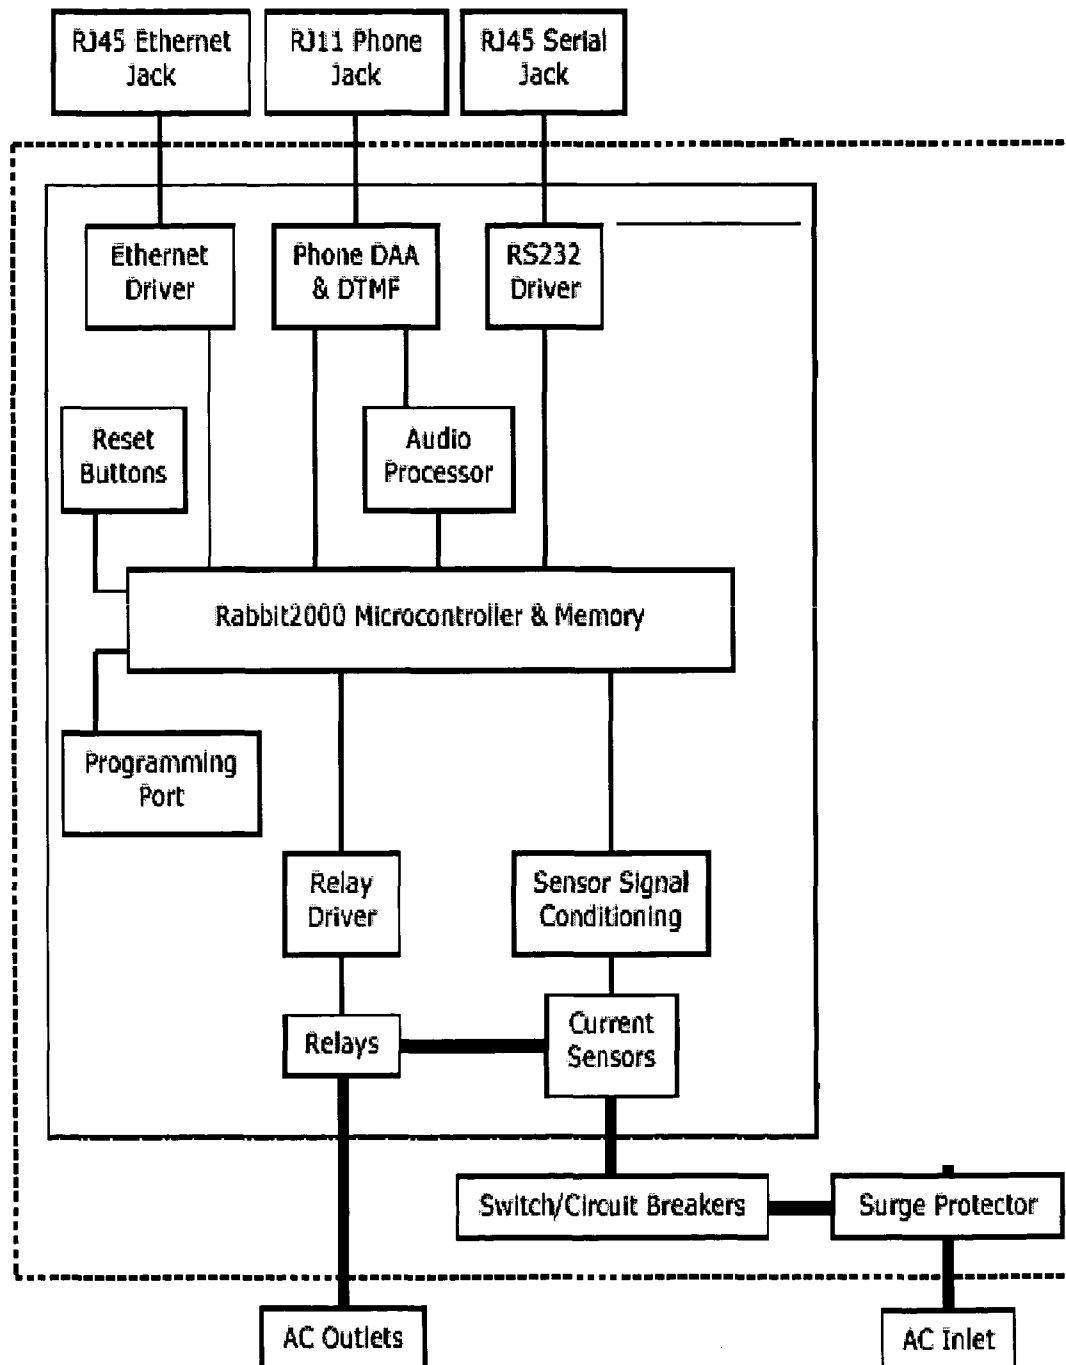 RJ45 Ethernet
Jack
RJ11 Phone
Jack
RJ45 Serial
Jack
Ethernet
Driver
Phone DAA
& DTMF
RS232
Driver
Reset
Buttons
Audio
Processor
Rabbit2000 Microcontroller & Memory
Programming
Port
Relay
Driver
Sensor Signal
Conditioning
Relays
Current
Sensors
Switch/Circuit Breakers
Surge Protector
AC Outlets
AC Inlet